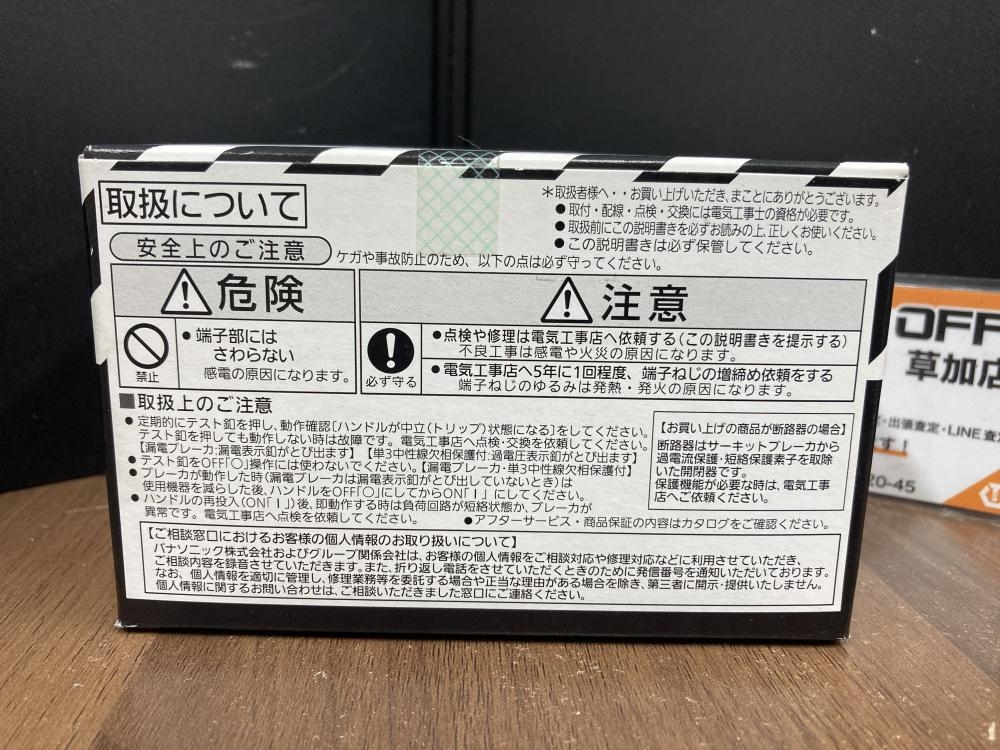 取扱について
*取扱者様へ・・お買い上げいただき、まことにありがとうございます。
●取付・配線・点検・交換には電気工事士の資格が必要です。
●取扱前にこの説明書きを必ずお読みの上、正しくお使いください。
●この説明書きは必ず保管してください。
安全上のご注意
ケガや事故防止のため、以下の点は必ず守ってください。
危険
禁止
●端子部には
さわらない
感電の原因になります。
注意
必ず守る
●点検や修理は電気工事店へ依頼する(この説明書きを提示する)
不良工事は感電や火災の原因になります。
●電気工事店へ5年に1回程度、端子ねじの増締め依頼をする
端子ねじのゆるみは発熱・発火の原因になります。
■取扱上のご注意
●定期的にテスト釦を押し、動作確認[ハンドルが中立(トリップ)状態になる]をしてください。
テスト釦を押しても動作しない時は故障です。電気工事店へ点検・交換を依頼してください。
【漏電ブレーカ:漏電表示釦がとび出ます】【単3中性線欠相保護付:過電圧表示釦がとび出ます】
●テスト釦をOFF「○」操作には使わないでください。【漏電ブレーカ・単3中性線欠相保護付】
●ブレーカが動作した時(漏電ブレーカは漏電表示釦がとび出していないとき)は
使用機器を減らした後、ハンドルをOFF「○」にしてからON「Ⅰ」にしてください。
●ハンドルの再投入(ON「Ⅰ」)後、即動作する時は負荷回路が短絡状態か、ブレーカが
異常です。電気工事店へ点検を依頼してください。
●アフターサービス・商品保証の内容はカタログをご確認ください。
【お買い上げの商品が断路器の場合】
断路器はサーキットブレーカから
過電流保護・短絡保護素子を取除
いた開閉器です。
保護機能が必要な時は、電気工事
店へご依頼ください。
【ご相談窓口におけるお客様の個人情報のお取り扱いについて】
パナソニック株式会社およびグループ関係会社は、お客様の個人情報をご相談対応や修理対応などに利用させていただき、
ご相談内容を録音させていただきます。また、折り返し電話をさせていただくときのために発信番号を通知いただいております。
なお、個人情報を適切に管理し、修理業務等を委託する場合や正当な理由がある場合を除き、第三者に開示・提供いたしません。
個人情報に関するお問い合わせは、ご相談いただきました窓口にご連絡ください。
OFF
草加店
・出張査定・LINE査
す!
20-45